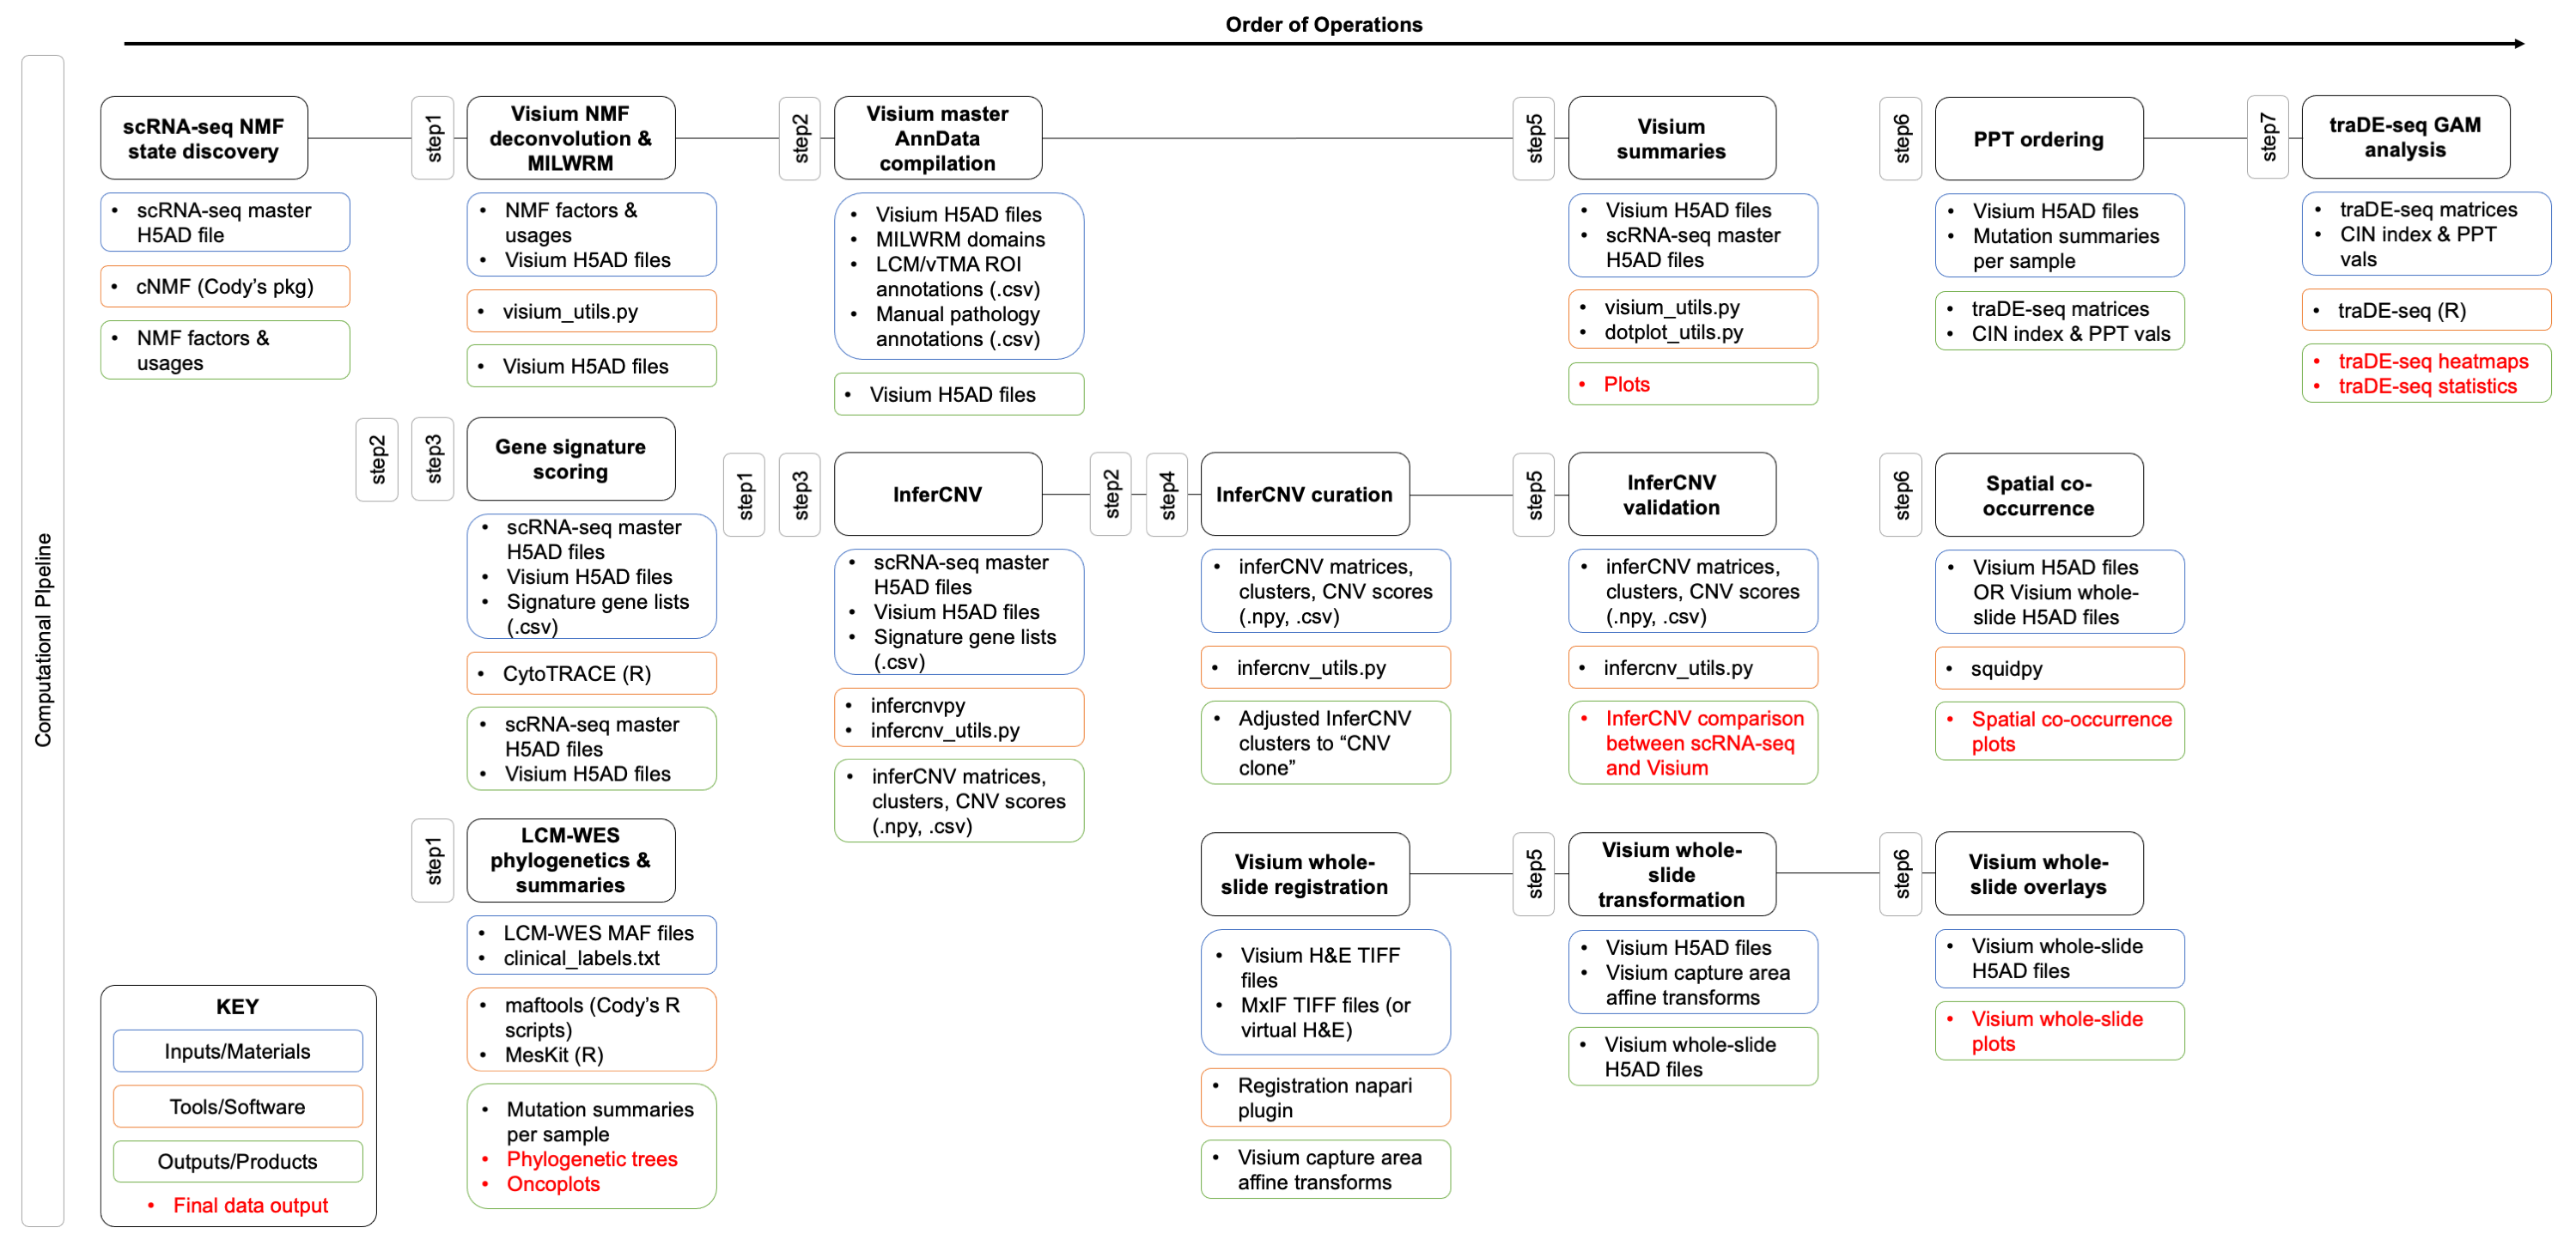 Order of Operations
Computational PIpeline
scRNA-seq NMF
state discovery
• scRNA-seq master
H5AD file
• cNMF (Cody’s pkg)
• NMF factors &
usages
step1
Visium NMF
deconvolution &
MILWRM
• NMF factors &
usages
• Visium H5AD files
• visium_utils.py
• Visium H5AD files
step2
Visium master
AnnData
compilation
• Visium H5AD files
• MILWRM domains
• LCM/vTMA ROI
annotations (.csv)
• Manual pathology
annotations (.csv)
• Visium H5AD files
step5
Visium
summaries
• Visium H5AD files
• scRNA-seq master
H5AD files
• visium_utils.py
• dotplot_utils.py
• Plots
step6
PPT ordering
• Visium H5AD files
• Mutation summaries
per sample
• traDE-seq matrices
• CIN index & PPT vals
step7
traDE-seq GAM
analysis
• traDE-seq matrices
• CIN index & PPT
vals
• traDE-seq (R)
• traDE-seq heatmaps
• traDE-seq statistics
step2
step3
Gene signature
scoring
• scRNA-seq master
H5AD files
• Visium H5AD files
• Signature gene lists
(.csv)
• CytoTRACE (R)
• scRNA-seq master
H5AD files
• Visium H5AD files
step1
step3
InferCNV
• scRNA-seq master
H5AD files
• Visium H5AD files
• Signature gene lists
(.csv)
• infercnvpy
• infercnv_utils.py
• inferCNV matrices,
clusters, CNV scores
(.npy, .csv)
step2
step4
InferCNV curation
• inferCNV matrices,
clusters, CNV scores
(.npy, .csv)
• infercnv_utils.py
• Adjusted InferCNV
clusters to “CNV
clone”
step5
InferCNV
validation
• inferCNV matrices,
clusters, CNV scores
(.npy, .csv)
• infercnv_utils.py
• InferCNV comparison
between scRNA-seq
and Visium
step6
Spatial co-
occurrence
• Visium H5AD files
OR Visium whole-
slide H5AD files
• squidpy
• Spatial co-occurrence
plots
step1
LCM-WES
phylogenetics &
summaries
• LCM-WES MAF files
• clinical_labels.txt
• maftools (Cody’s R
scripts)
• MesKit (R)
• Mutation summaries
per sample
• Phylogenetic trees
• Oncoplots
Visium whole-
slide registration
• Visium H&E TIFF
files
• MxIF TIFF files (or
virtual H&E)
• Registration napari
plugin
• Visium capture area
affine transforms
step5
Visium whole-
slide
transformation
• Visium H5AD files
• Visium capture area
affine transforms
• Visium whole-slide
H5AD files
step6
Visium whole-
slide overlays
• Visium whole-slide
H5AD files
• Visium whole-slide
plots
KEY
Inputs/Materials
Tools/Software
Outputs/Products
• Final data output